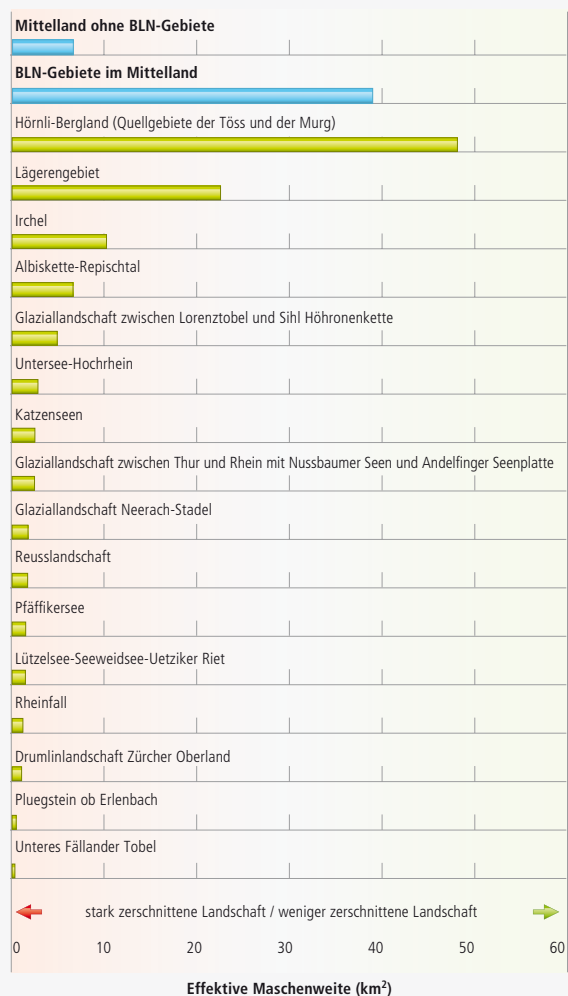 Mittelland ohne BLN-Gebiete
BLN-Gebiete im Mittelland
Hörnli-Bergland (Quellgebiete der Töss und der Murg)
Lägerengebiet
Irchel
Albiskette-Repischtal
Glaziallandschaft zwischen Lorenztobel und Sihl Höhronenkette
Untersee-Hochrhein
Katzenseen
Glaziallandschaft zwischen Thur und Rhein mit Nussbaumer Seen und Andelfinger Seenplatte
Glaziallandschaft Neerach-Stadel
Reusslandschaft
Pfäffikersee
Lützelsee-Seeweidsee-Uetziker Riet
Rheinfall
Drumlinlandschaft Zürcher Oberland
Pluegstein ob Erlenbach
Unteres Fällander Tobel
stark zerschnittene Landschaft / weniger zerschnittene Landschaft
0 10 20 30 40 50 60
Effektive Maschenweite (km²)